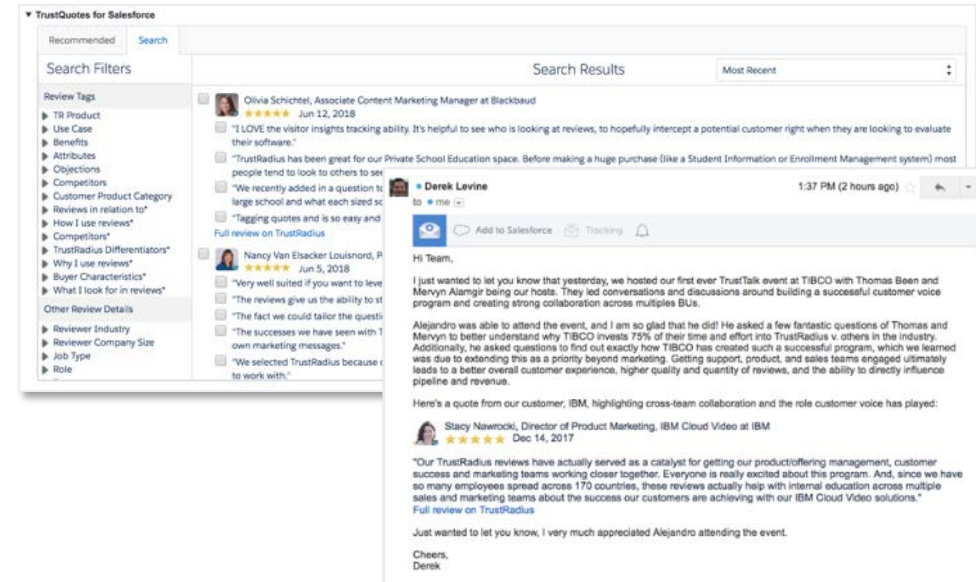 TrustQuotes for Salesforce
Recommended
Search
Search Filters
Search Results
Most Recent
Review Tags
TR Product
Use Case
Benefits
Attributes
Objections
Competitors
Customer Product Category
Reviews in relation to*
How I use reviews*
Competitors*
TrustRadius Differentiators*
Why I use reviews*
Buyer Characteristics*
What I look for in reviews*
Other Review Details
Reviewer Industry
Reviewer Company Size
Job Type
Role
Olivia Schichtel, Associate Content Marketing Manager at Blackbaud
Jun 12, 2018
"I LOVE the visitor insights tracking ability. It's helpful to see who is looking at reviews, to hopefully intercept a potential customer right when they are looking to evaluate
their software."
"TrustRadius has been great for our Private School Education space. Before making a huge purchase (like a Student Information or Enrollment Management system) most
people tend to look to others to see
"We recently added in a question to
large school and what each sized sc
"Tagging quotes and is so easy and
Full review on TrustRadius
Nancy Van Elsacker Louisnord, P
Jun 5, 2018
"Very well suited if you want to leve
"The reviews give us the ability to st
"The fact we could tailor the questi
"The successes we have seen with T
own marketing messages."
"We selected TrustRadius because
to work with."
Derek Levine
1:37 PM (2 hours ago)
to me
Add to Salesforce
Tracking
Hi Team,
I just wanted to let you know that yesterday, we hosted our first ever TrustTalk event at TIBCO with Thomas Been and
Mervyn Alamgir being our hosts. They led conversations and discussions around building a successful customer voice
program and creating strong collaboration across multiple BUs.
Alejandro was able to attend the event, and I am so glad that he did! He asked a few fantastic questions of Thomas and
Mervyn to better understand why TIBCO invests 75% of their time and effort into TrustRadius v. others in the industry.
Additionally, he asked questions to find out exactly how TIBCO has created such a successful program, which we learned
was due to extending this as a priority beyond marketing. Getting support, product, and sales teams engaged ultimately
leads to a better overall customer experience, higher quality and quantity of reviews, and the ability to directly influence
pipeline and revenue.
Here's a quote from our customer, IBM, highlighting cross-team collaboration and the role customer voice has played:
Stacy Nawrocki, Director of Product Marketing, IBM Cloud Video at IBM
Dec 14, 2017
"Our TrustRadius reviews have actually served as a catalyst for getting our product/offering management, customer
success and marketing teams working closer together. Everyone is really excited about this program. And, since we have
so many employees spread across 170 countries, these reviews actually help with internal education across multiple
sales and marketing teams about the success our customers are achieving with our IBM Cloud Video solutions."
Full review on TrustRadius
Just wanted to let you know, I very much appreciated Alejandro attending the event.
Cheers,
Derek